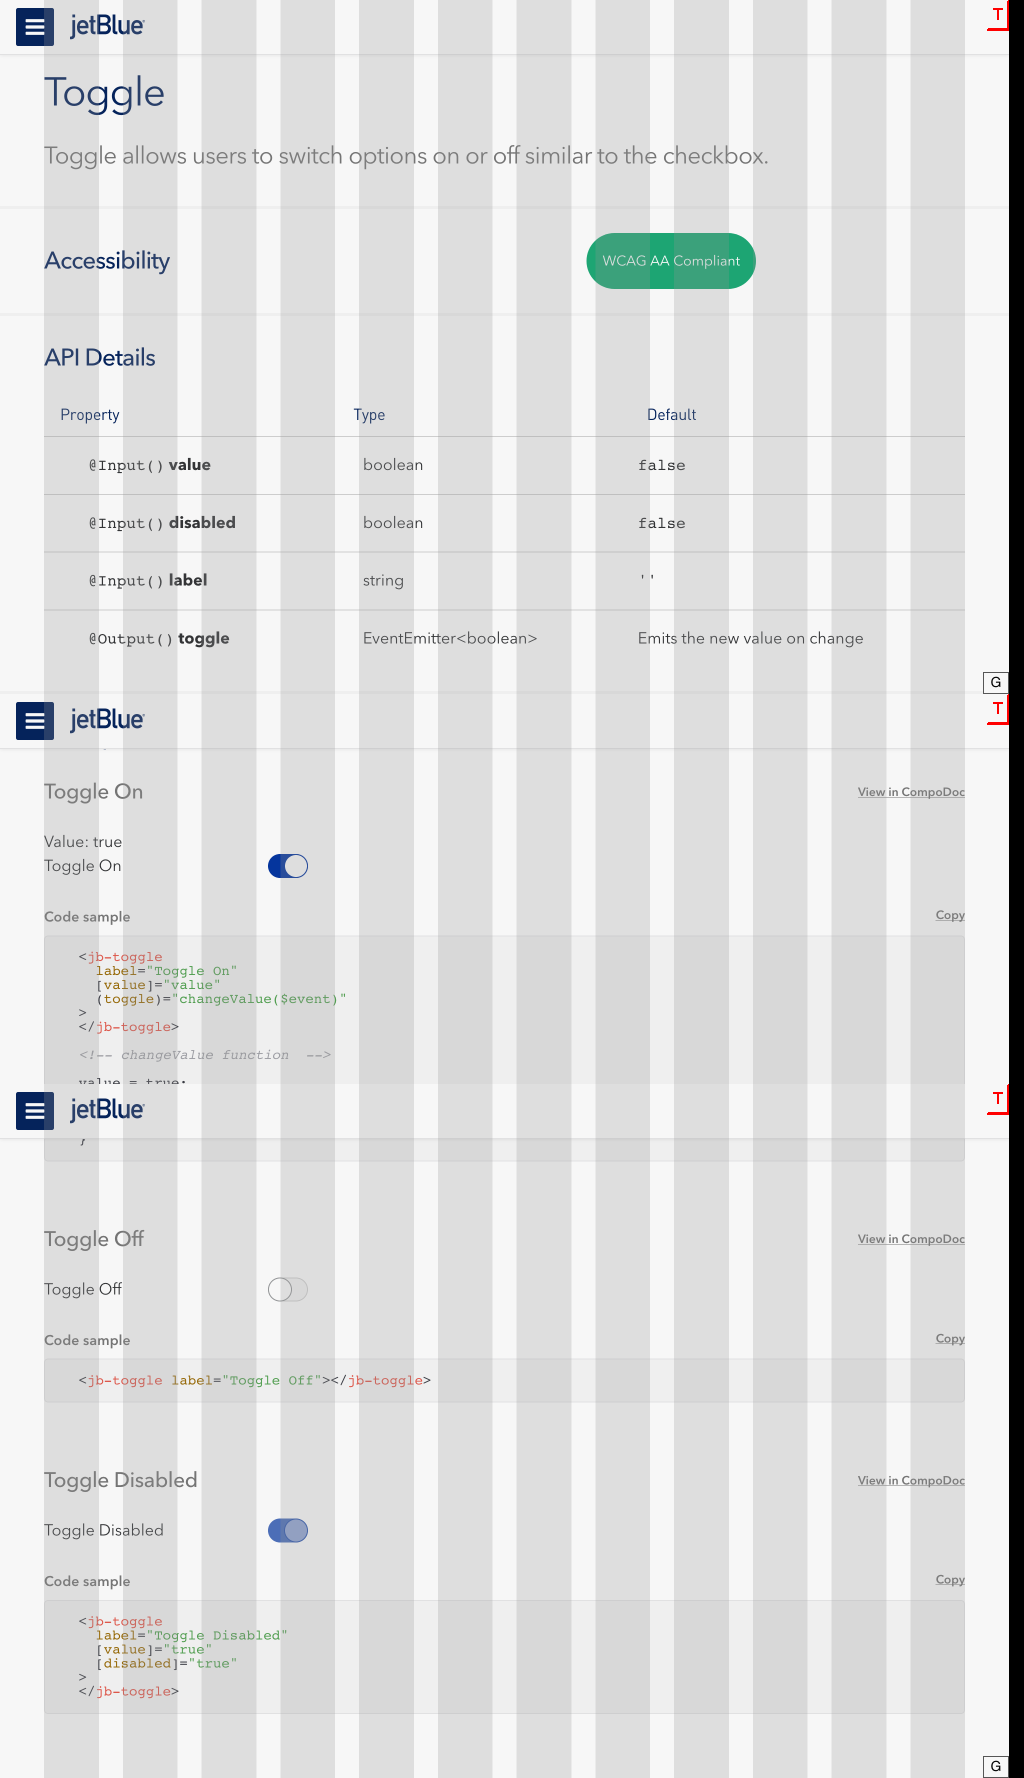 jetBlue
T
Toggle
Toggle allows users to switch options on or off similar to the checkbox.
Accessibility
WCAG AA Compliant
API Details
Property Type Default
@Input() value boolean false
@Input() disabled boolean false
@Input() label string ''
@Output() toggle EventEmitter<boolean> Emits the new value on change
G
jetBlue
T
Toggle On View in CompoDoc
Value: true
Toggle On
Code sample Copy
<jb-toggle
label="Toggle On"
[value]="value"
(toggle)="changeValue($event)"
>
</jb-toggle>
<!-- changeValue function  -->
value = true;
jetBlue
T
}
Toggle Off View in CompoDoc
Toggle Off
Code sample Copy
<jb-toggle label="Toggle Off"></jb-toggle>
Toggle Disabled View in CompoDoc
Toggle Disabled
Code sample Copy
<jb-toggle
label="Toggle Disabled"
[value]="true"
[disabled]="true"
>
</jb-toggle>
G